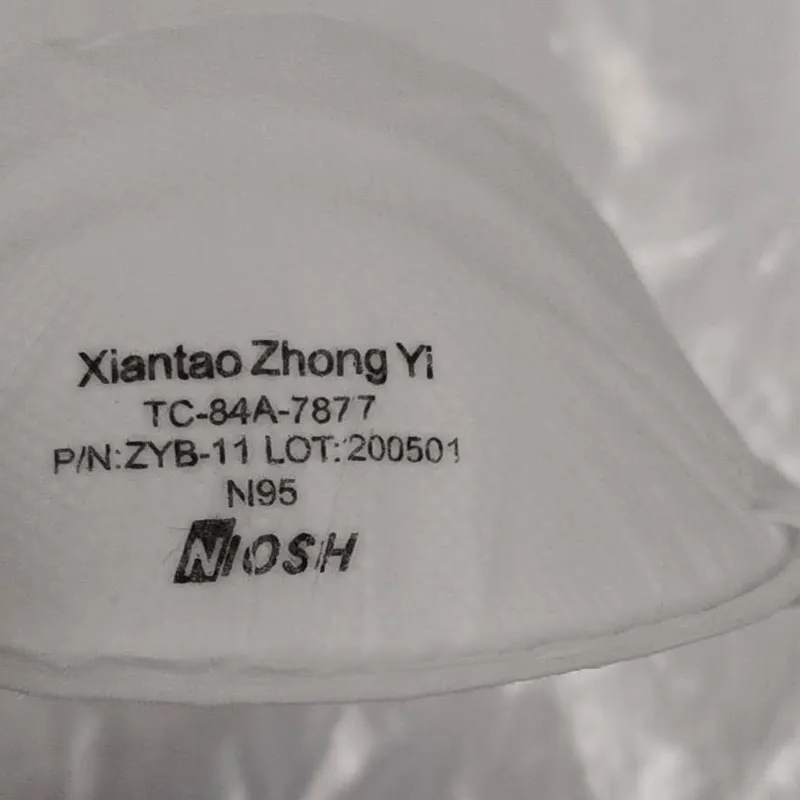 Xiantao Zhong Yi
TC-84A-7877
P/N:ZYB-11 LOT:200501
N95
NIOSH